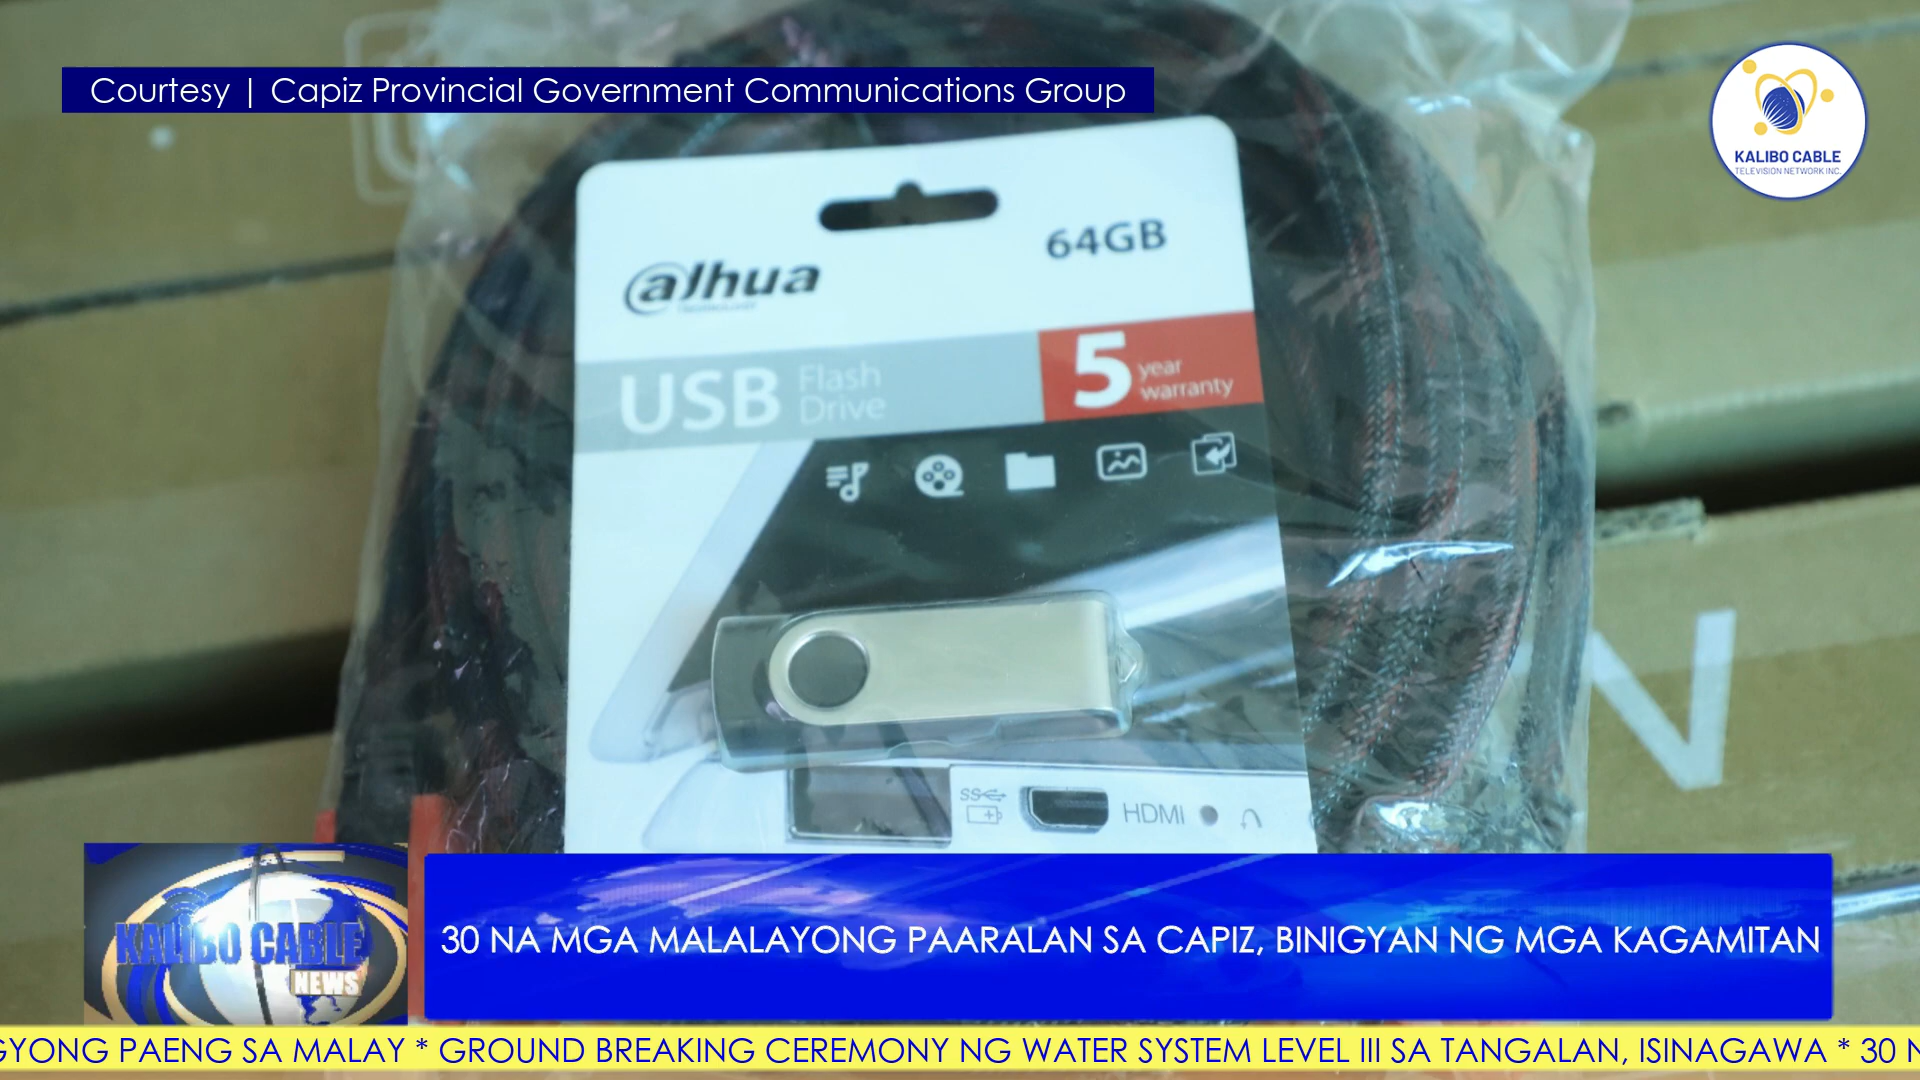 Courtesy | Capiz Provincial Government Communications Group
KALIBO CABLE
TELEVISION NETWORK INC.
64GB
alhua
TECHNOLOGY
USB Flash Drive
5 year warranty
HDMI
N
KALIBO CABLE
NEWS
30 NA MGA MALALAYONG PAARALAN SA CAPIZ, BINIGYAN NG MGA KAGAMITAN
GYONG PAENG SA MALAY * GROUND BREAKING CEREMONY NG WATER SYSTEM LEVEL III SA TANGALAN, ISINAGAWA * 30 N